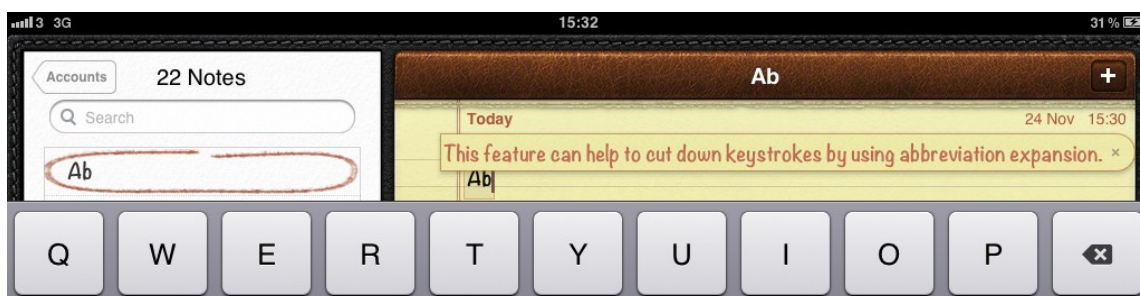 3 3G 15:32 31 %
Accounts 22 Notes Ab +
Search
Today 24 Nov 15:30
This feature can help to cut down keystrokes by using abbreviation expansion. ×
Ab
Ab
Q W E R T Y U I O P